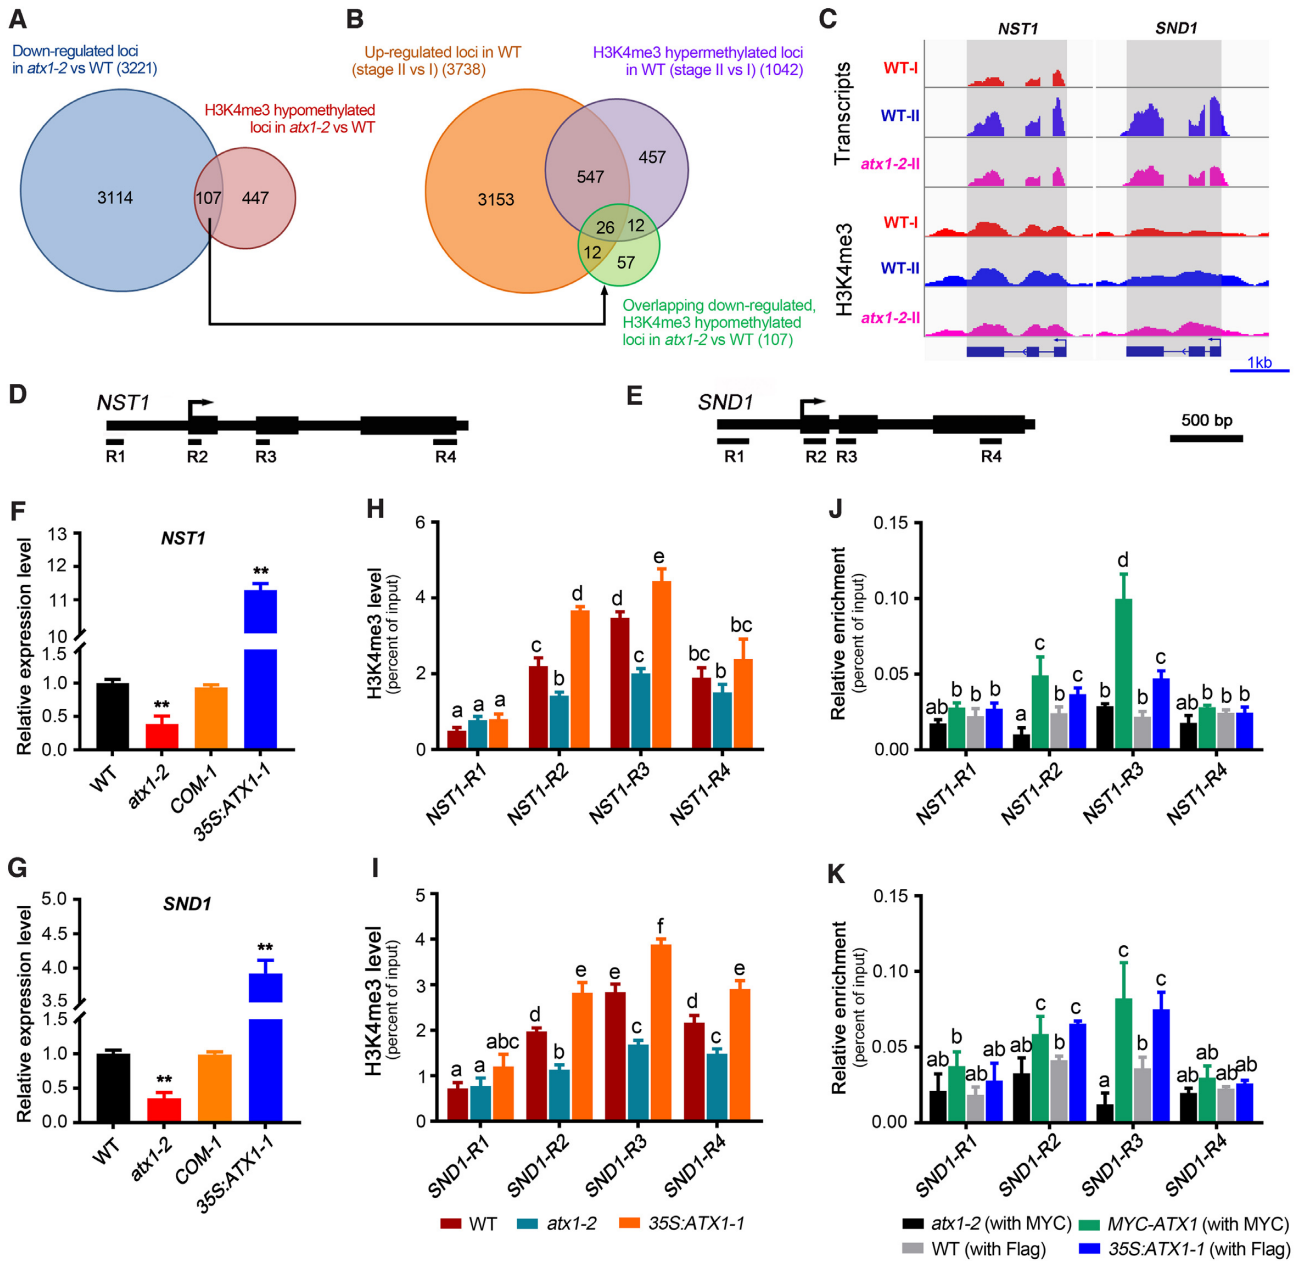 A
Down-regulated loci
in atx1-2 vs WT (3221)
H3K4me3 hypomethylated
loci in atx1-2 vs WT
3114
107
447
B
Up-regulated loci in WT
(stage II vs I) (3738)
H3K4me3 hypermethylated loci
in WT (stage II vs I) (1042)
3153
547
457
26
12
12
57
Overlapping down-regulated,
H3K4me3 hypomethylated
loci in atx1-2 vs WT (107)
C
NST1
SND1
Transcripts
WT-I
WT-II
atx1-2-II
H3K4me3
WT-I
WT-II
atx1-2-II
1kb
D
NST1
R1
R2
R3
R4
E
SND1
R1
R2
R3
R4
500 bp
F
NST1
Relative expression level
13
12
11
10
1.5
1.0
0.5
0.0
**
**
WT
atx1-2
COM-1
35S:ATX1-1
H
H3K4me3 level
(percent of input)
6
4
2
0
a
a
a
c
b
d
d
c
e
bc
b
bc
NST1-R1
NST1-R2
NST1-R3
NST1-R4
J
Relative enrichment
(percent of input)
0.15
0.10
0.05
0.00
ab
b
b
b
a
c
b
c
b
d
b
c
ab
b
b
b
NST1-R1
NST1-R2
NST1-R3
NST1-R4
G
SND1
Relative expression level
5.0
4.5
4.0
3.5
1.5
1.0
0.5
0.0
**
**
WT
atx1-2
COM-1
35S:ATX1-1
I
H3K4me3 level
(percent of input)
5
4
3
2
1
0
a
a
abc
d
b
e
e
c
f
d
c
e
SND1-R1
SND1-R2
SND1-R3
SND1-R4
WT
atx1-2
35S:ATX1-1
K
Relative enrichment
(percent of input)
0.15
0.10
0.05
0.00
ab
b
ab
ab
ab
c
b
c
a
c
b
c
ab
ab
ab
ab
SND1-R1
SND1-R2
SND1-R3
SND1-R4
atx1-2 (with MYC)
MYC-ATX1 (with MYC)
WT (with Flag)
35S:ATX1-1 (with Flag)